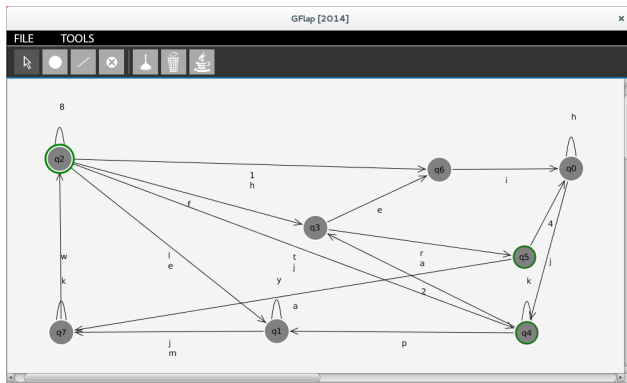 GFlap [2014]
FILE TOOLS
8
h
q2
q6
q0
1
h
i
f
e
q3
4
q5
l
e
t
j
r
a
j
w
k
y
2
k
a
q7
q1
q4
j
m
p